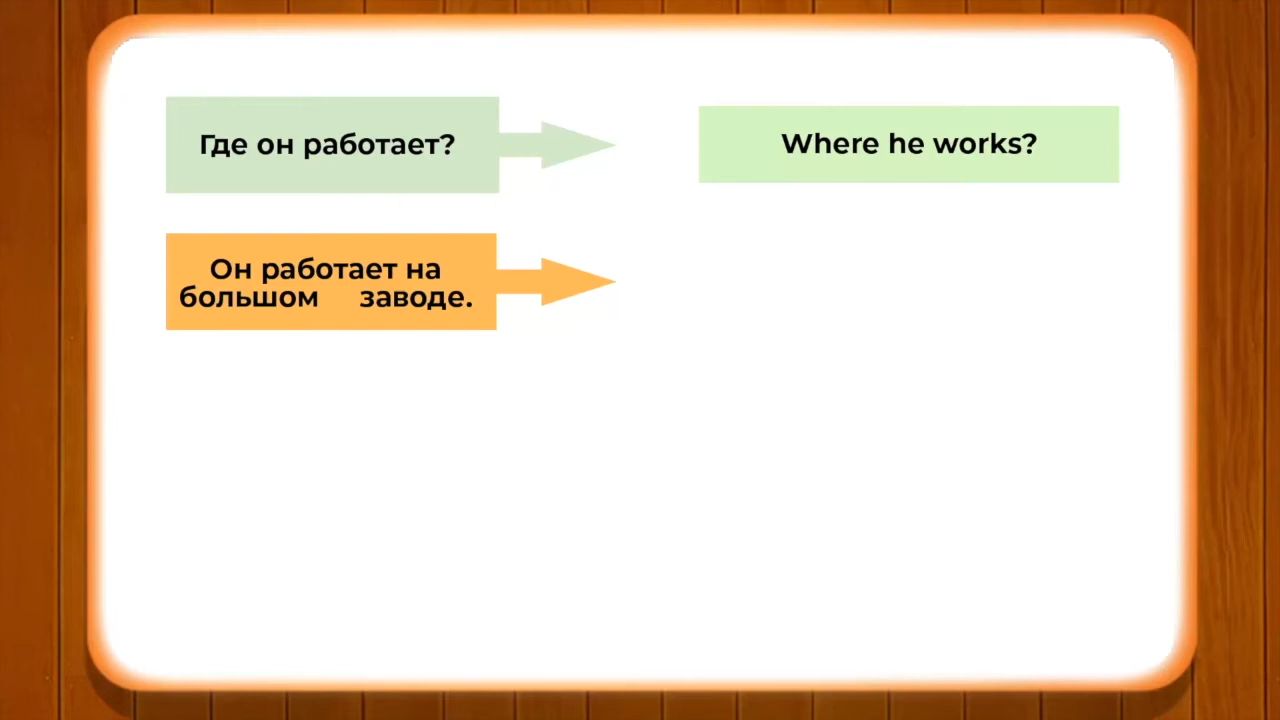 Где он работает?
Where he works?
Он работает на
большом заводе.